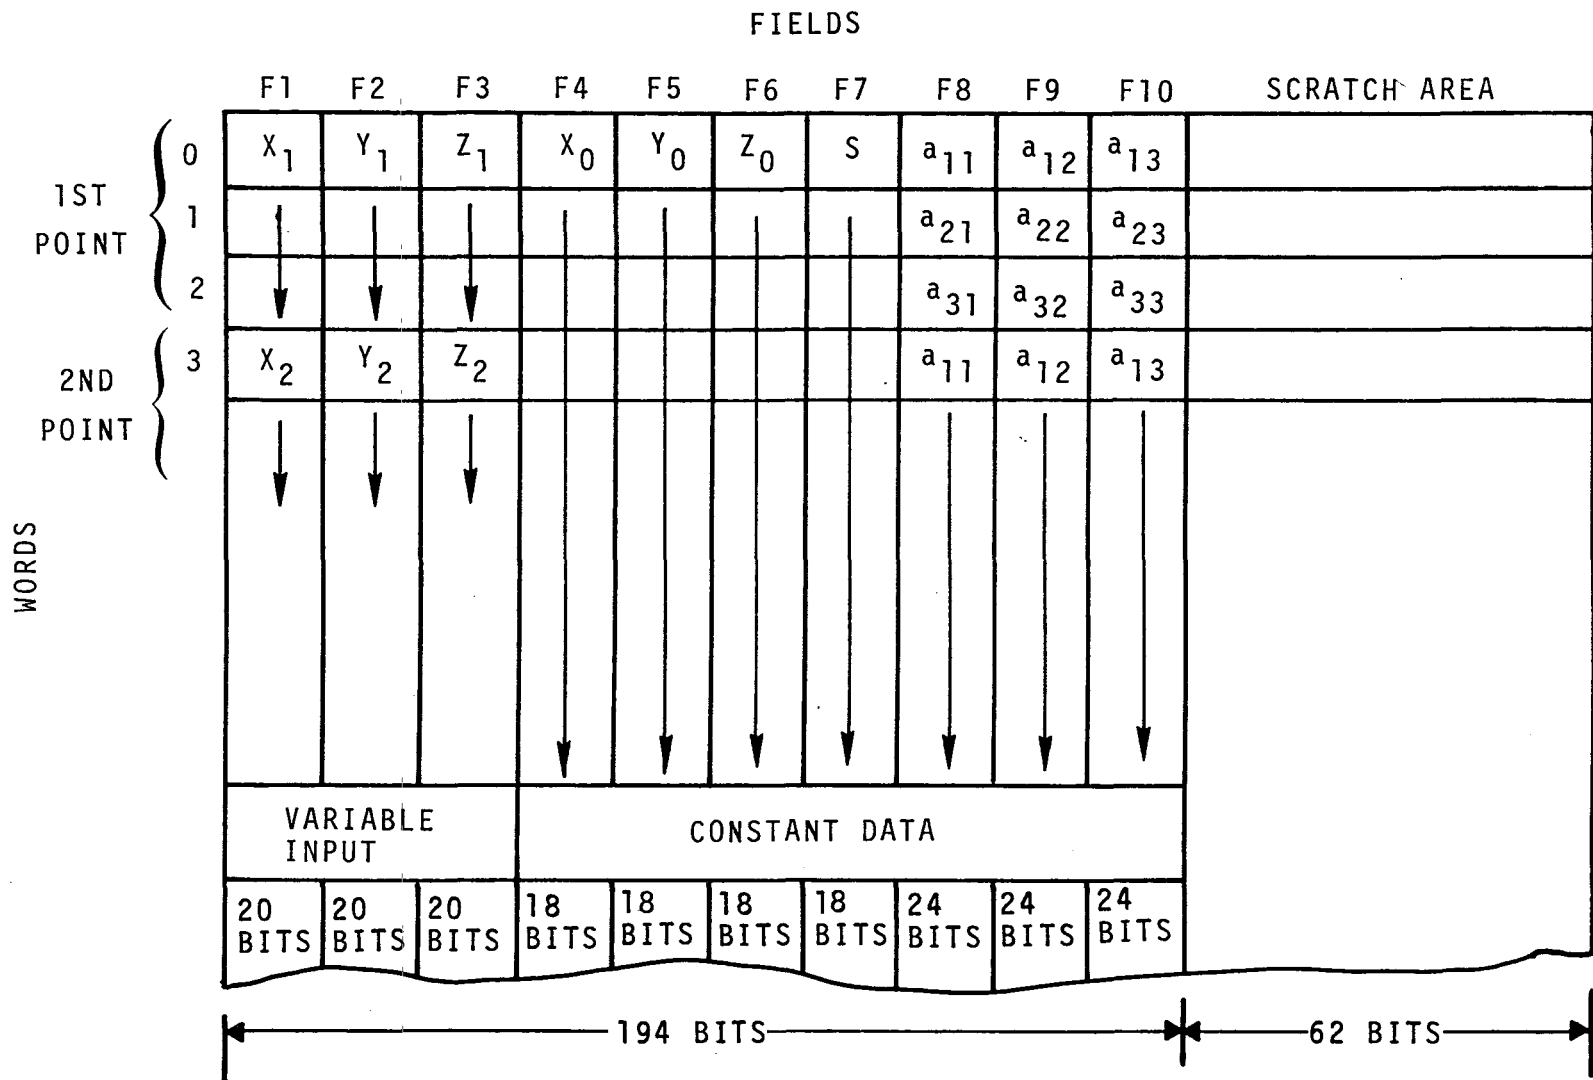 FIELDS
F1 F2 F3 F4 F5 F6 F7 F8 F9 F10 SCRATCH AREA
0 X1 Y1 Z1 X0 Y0 Z0 S a11 a12 a13
1ST POINT
1 a21 a22 a23
2 a31 a32 a33
3 X2 Y2 Z2 a11 a12 a13
2ND POINT
WORDS
VARIABLE INPUT CONSTANT DATA
20 BITS 20 BITS 20 BITS 18 BITS 18 BITS 18 BITS 18 BITS 24 BITS 24 BITS 24 BITS
194 BITS 62 BITS